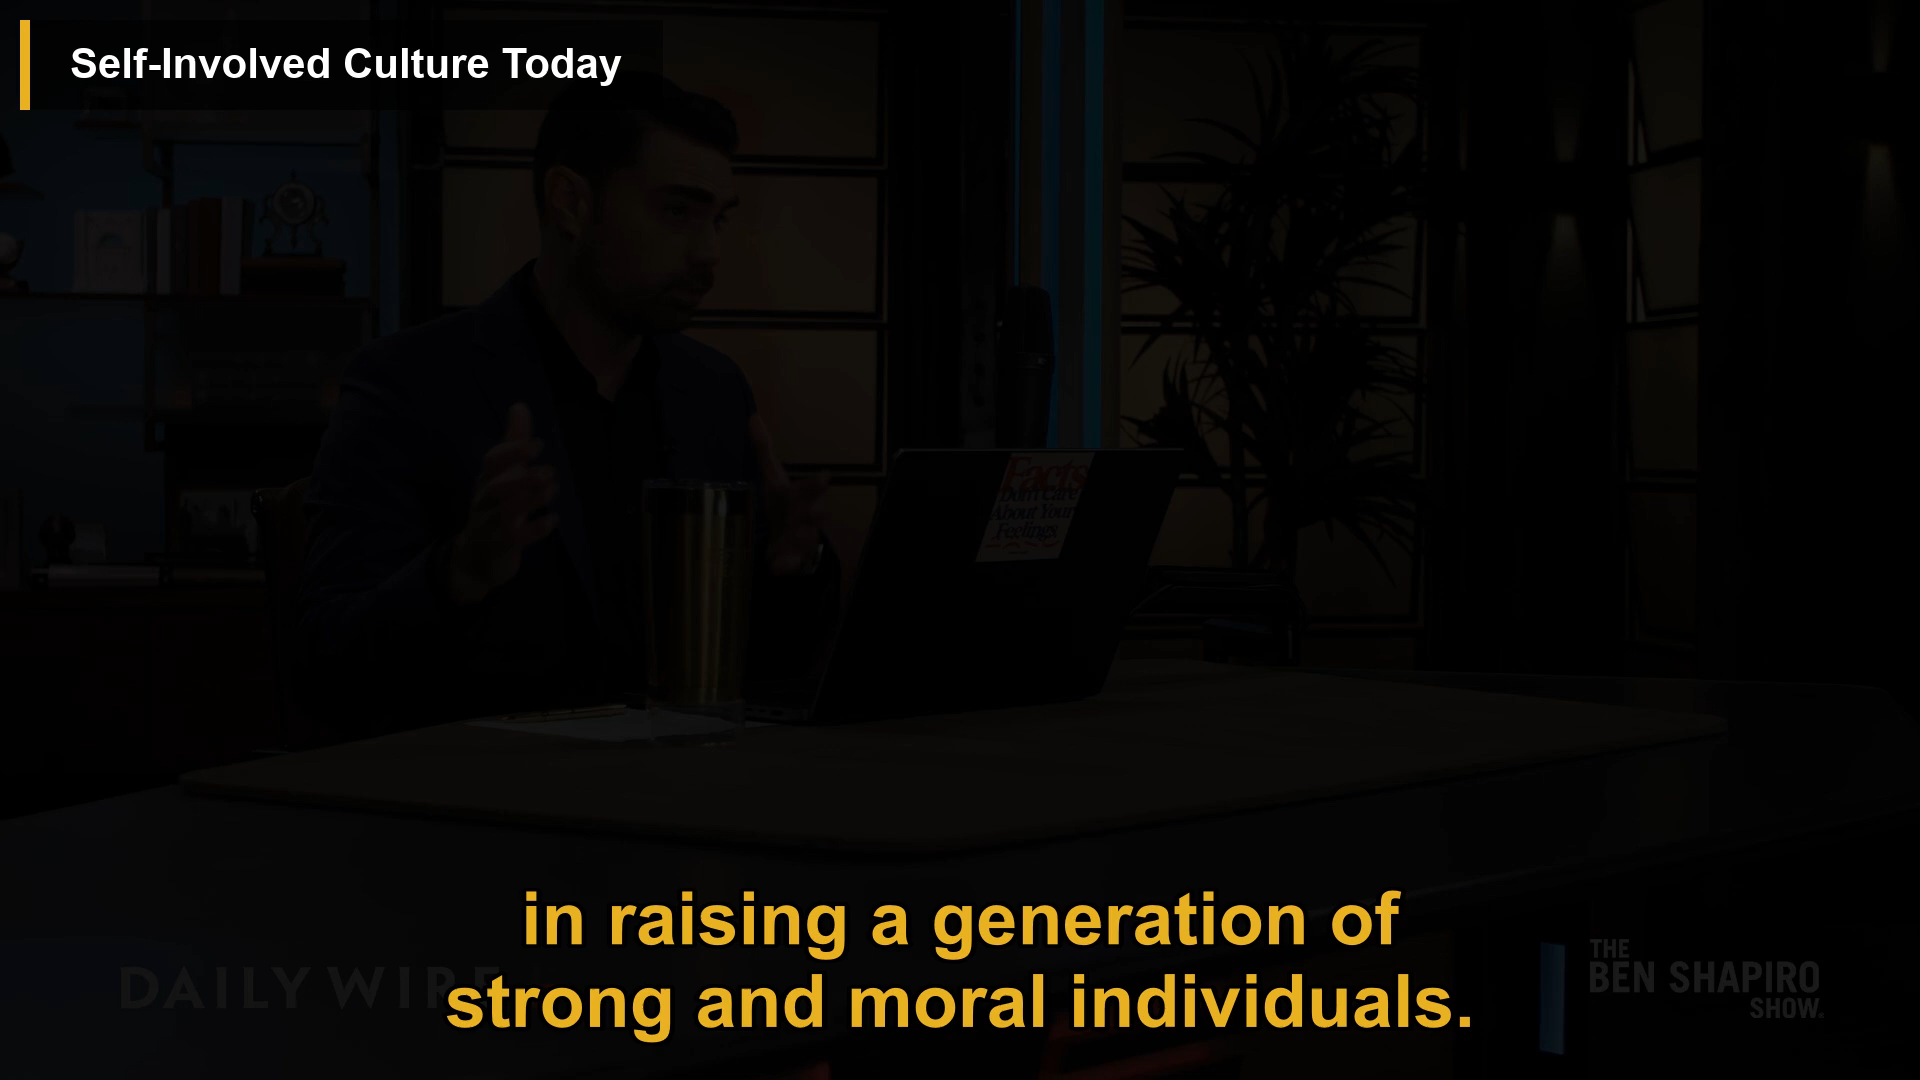 Self-Involved Culture Today
Facts
Don't Care
About Your
Feelings
in raising a generation of
strong and moral individuals.
DAILY WIRE
THE
BEN SHAPIRO
SHOW.